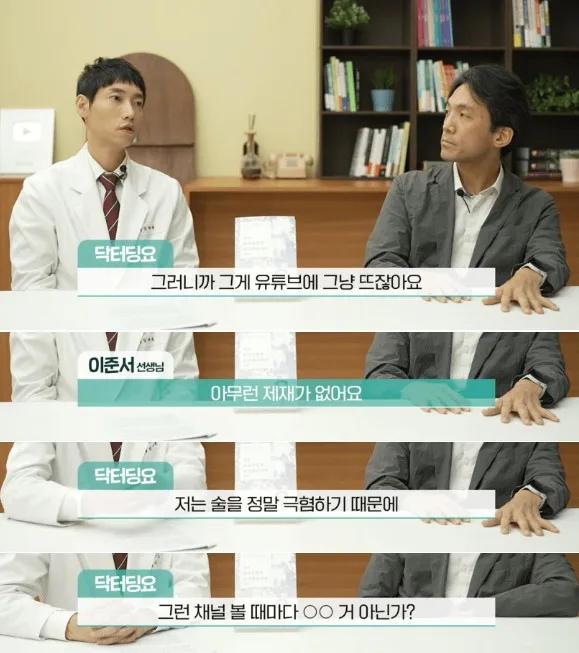 닥터딩요
그러니까 그게 유튜브에 그냥 뜨잖아요
이준서 선생님
아무런 제재가 없어요
닥터딩요
저는 술을 정말 극혐하기 때문에
닥터딩요
그런 채널 볼 때마다 ○○ 거 아닌가?